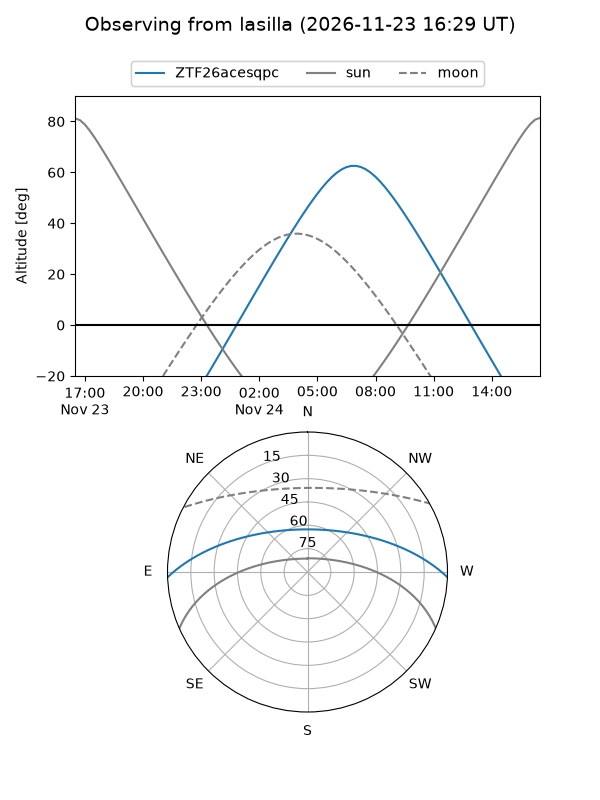 Observing from lasilla (2026-11-23 16:29 UT)
ZTF26acesqpc sun moon
Altitude [deg]
80
60
40
20
0
−20
17:00 20:00 23:00 02:00 05:00 08:00 11:00 14:00
Nov 23 Nov 24
N
NE NW
15
30
45
60
75
E W
SE SW
S